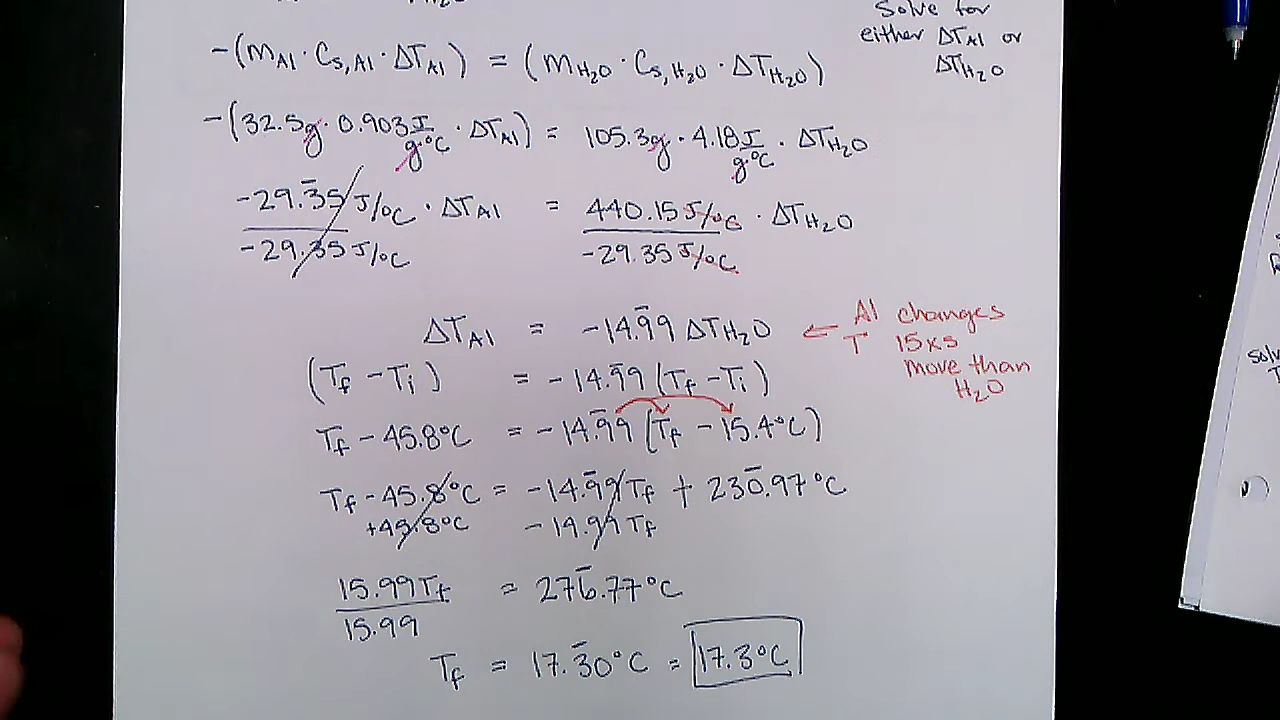 H₂O
Solve for
either ΔTAl or
ΔTH₂O
-(mAl · Cs,Al · ΔTAl) = (mH₂O · Cs,H₂O · ΔTH₂O)
-(32.5g · 0.903 J/g°C · ΔTAl) = 105.3g · 4.18 J/g°C · ΔTH₂O
-29.35 J/°C · ΔTAl = 440.15 J/°C · ΔTH₂O
-29.35 J/°C -29.35 J/°C
ΔTAl = -14.99 ΔTH₂O ← Al changes
T 15xs
more than
H₂O
(Tf - Ti) = -14.99 (Tf - Ti)
Tf - 45.8°C = -14.99 (Tf - 15.4°C)
Tf - 45.8°C = -14.99 Tf + 230.97°C
+45.8°C -14.99 Tf
15.99Tf = 276.77°C
15.99
Tf = 17.30°C = 17.3°C
solv